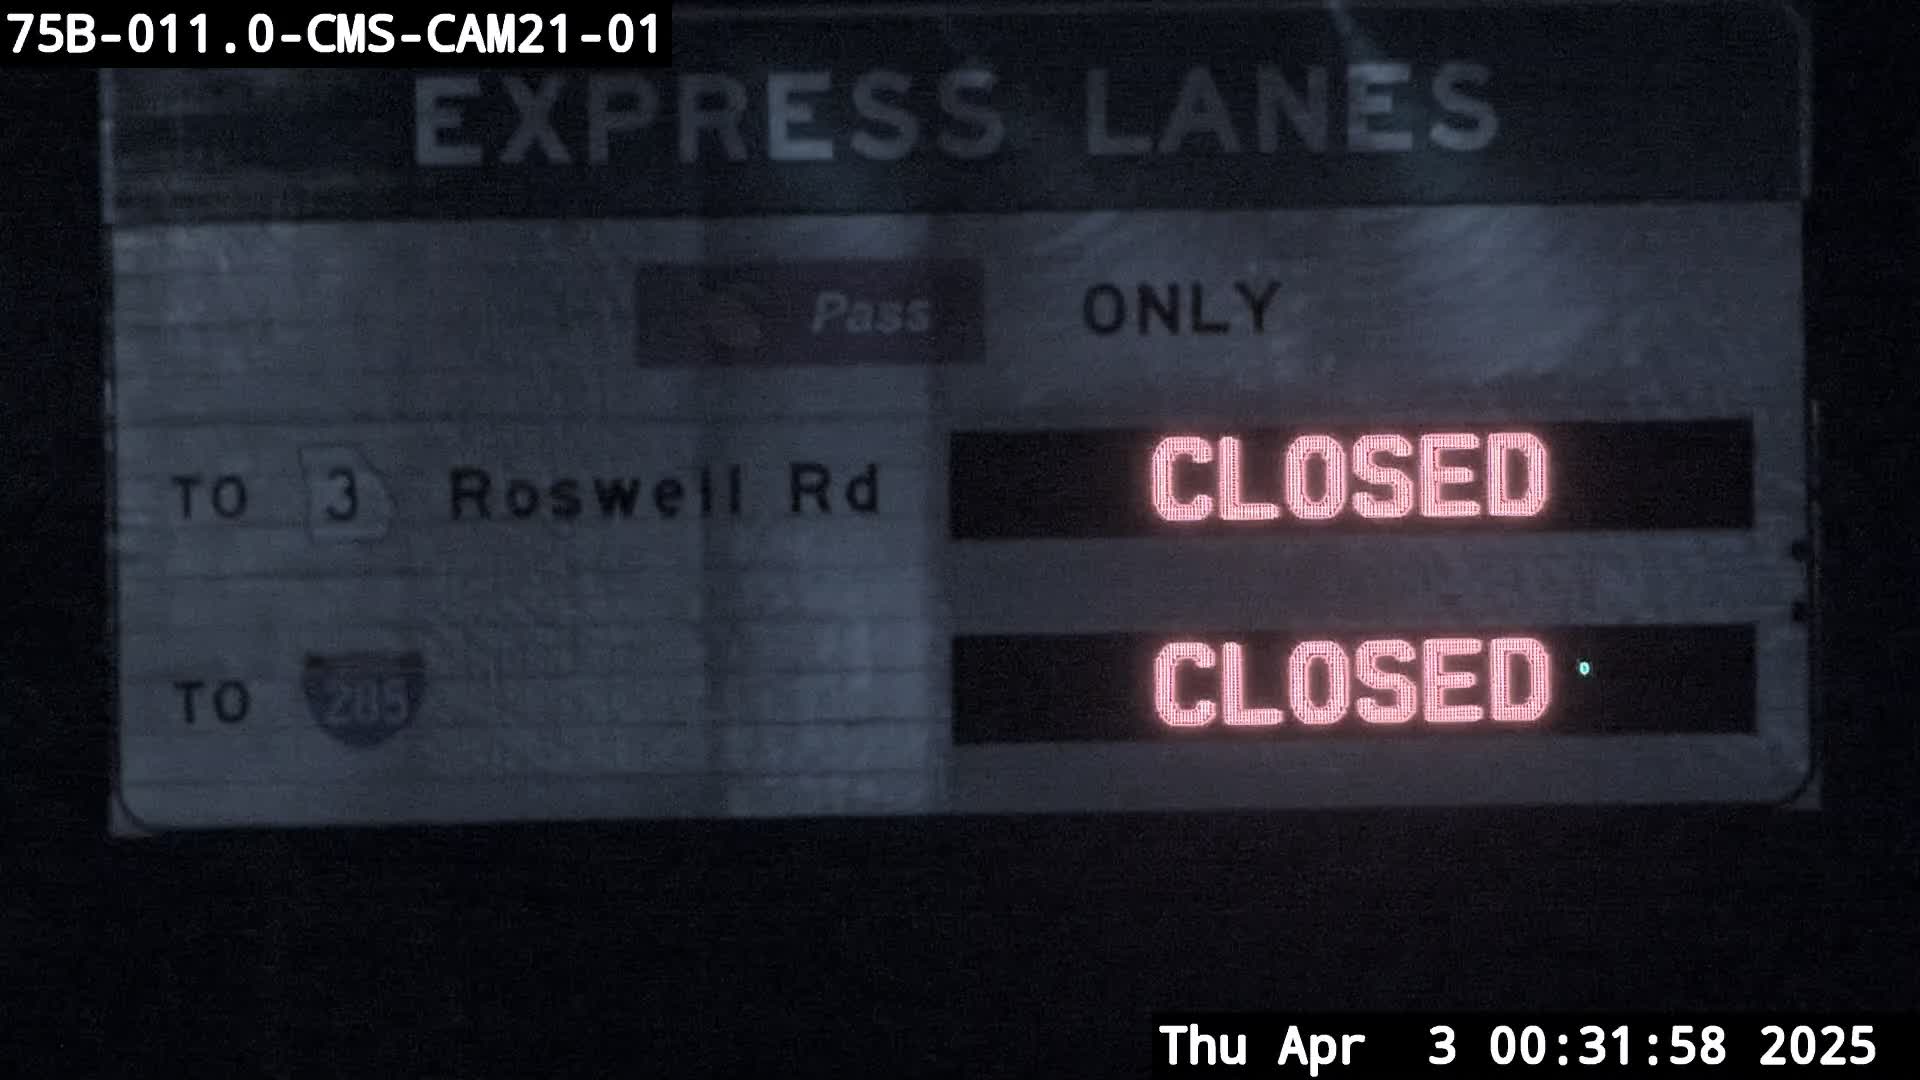 75B-011.0-CMS-CAM21-01
EXPRESS LANES
Pass ONLY
TO 3 Roswell Rd CLOSED
TO 285 CLOSED
Thu Apr 3 00:31:58 2025